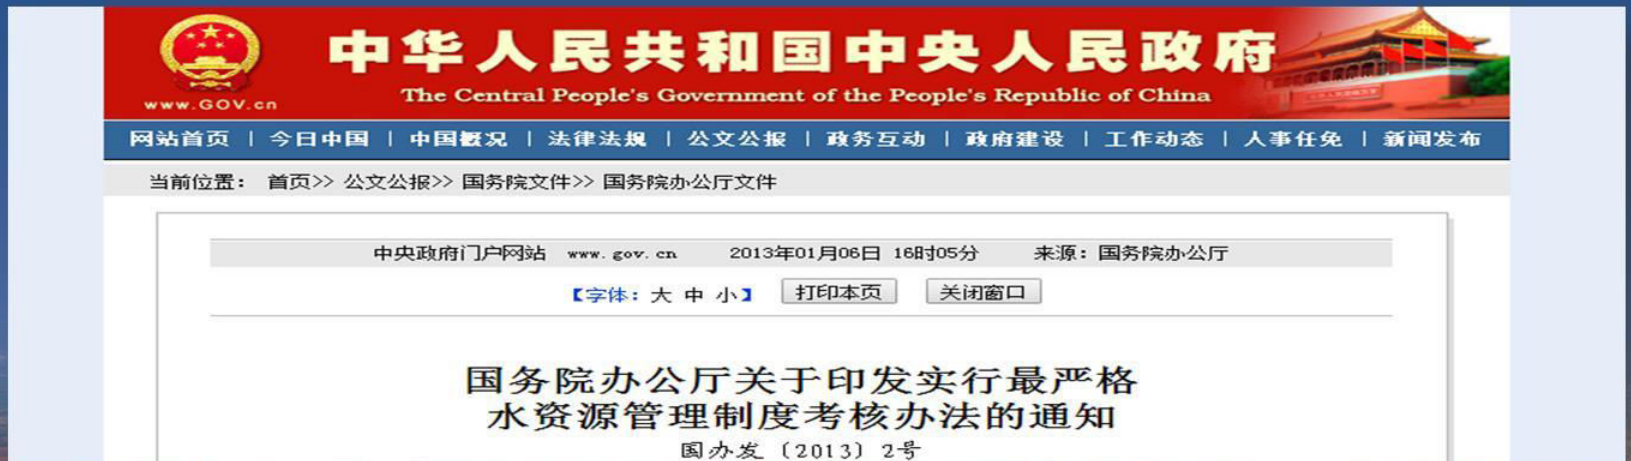 中华人民共和国中央人民政府
www.GOV.cn
The Central People's Government of the People's Republic of China
网站首页 | 今日中国 | 中国概况 | 法律法规 | 公文公报 | 政务互动 | 政府建设 | 工作动态 | 人事任免 | 新闻发布
当前位置： 首页>> 公文公报>> 国务院文件>> 国务院办公厅文件
中央政府门户网站 www.gov.cn 2013年01月06日 16时05分 来源：国务院办公厅
【字体：大 中 小】 打印本页 关闭窗口
国务院办公厅关于印发实行最严格
水资源管理制度考核办法的通知
国办发〔2013〕2号